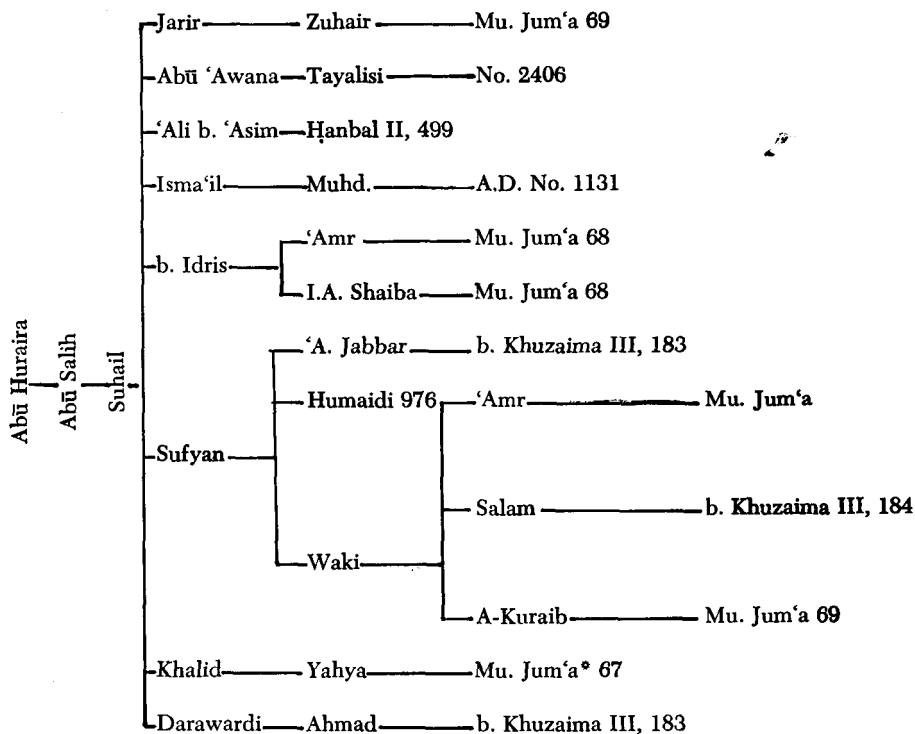 Jarir Zuhair Mu. Jum‘a 69
Abū ‘Awana Tayalisi No. 2406
‘Ali b. ‘Asim Ḥanbal II, 499
Isma‘il Muhd. A.D. No. 1131
‘Amr Mu. Jum‘a 68
b. Idris
I.A. Shaiba Mu. Jum‘a 68
Abū Huraira
Abū Salih
Suhail
‘A. Jabbar b. Khuzaima III, 183
Humaidi 976 ‘Amr Mu. Jum‘a
Sufyan
Salam b. Khuzaima III, 184
Waki
A-Kuraib Mu. Jum‘a 69
Khalid Yahya Mu. Jum‘a* 67
Darawardi Ahmad b. Khuzaima III, 183